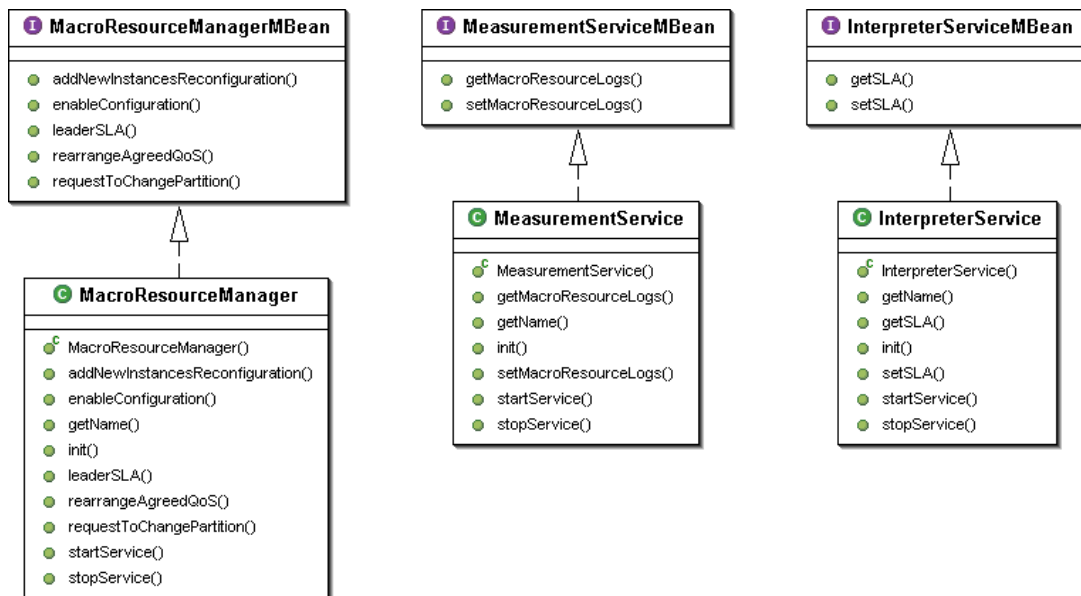 I MacroResourceManagerMBean
addNewInstancesReconfiguration()
enableConfiguration()
leaderSLA()
rearrangeAgreedQoS()
requestToChangePartition()
C MacroResourceManager
C MacroResourceManager()
addNewInstancesReconfiguration()
enableConfiguration()
getName()
init()
leaderSLA()
rearrangeAgreedQoS()
requestToChangePartition()
startService()
stopService()
I MeasurementServiceMBean
getMacroResourceLogs()
setMacroResourceLogs()
C MeasurementService
C MeasurementService()
getMacroResourceLogs()
getName()
init()
setMacroResourceLogs()
startService()
stopService()
I InterpreterServiceMBean
getSLA()
setSLA()
C InterpreterService
C InterpreterService()
getName()
getSLA()
init()
setSLA()
startService()
stopService()